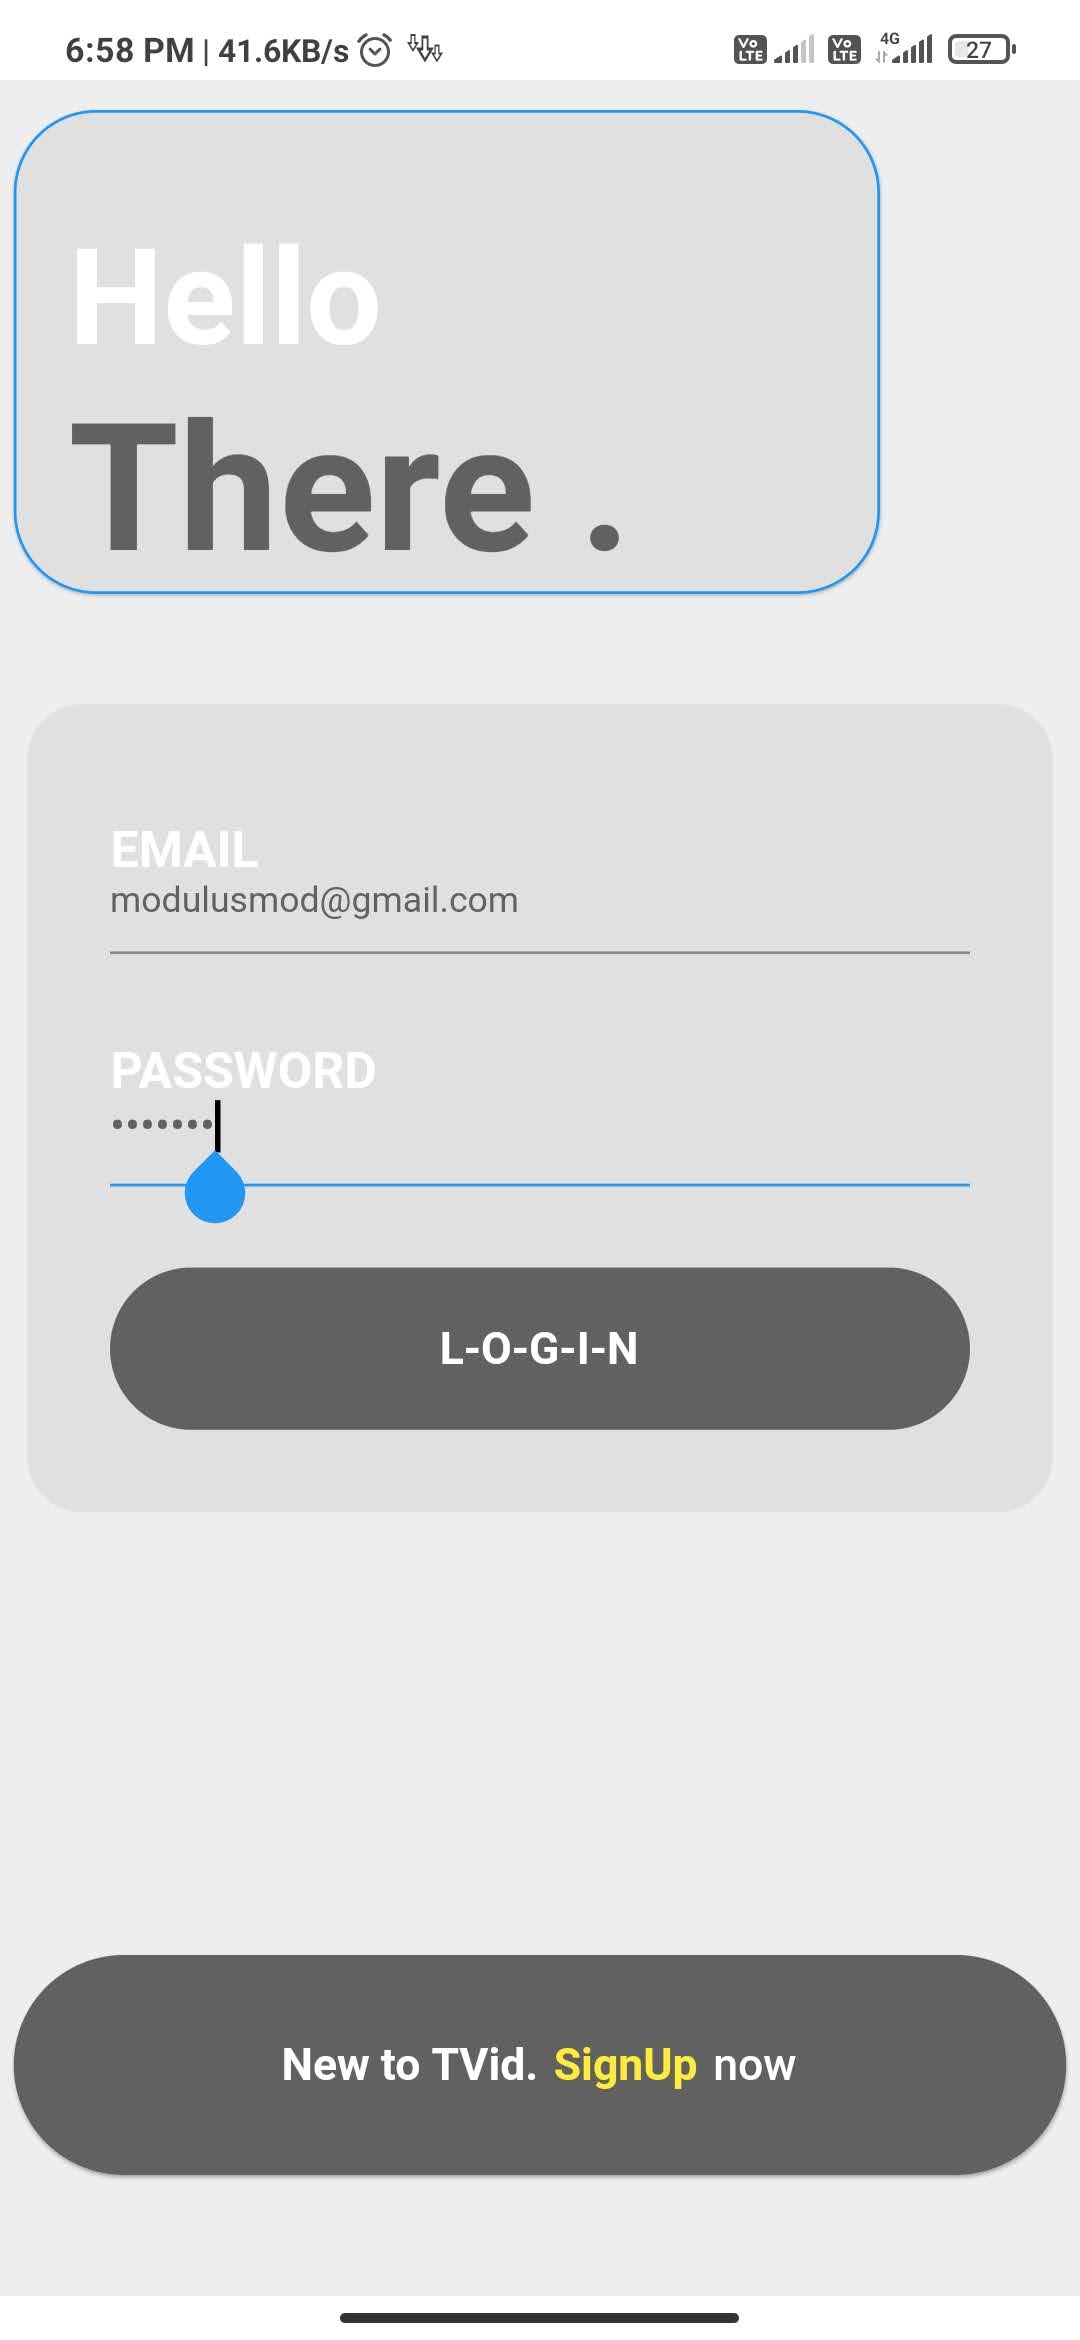 6:58 PM | 41.6KB/s
Vo LTE Vo LTE 4G 27
Hello
There .
EMAIL
modulusmod@gmail.com
PASSWORD
•••••••
L-O-G-I-N
New to TVid. SignUp now